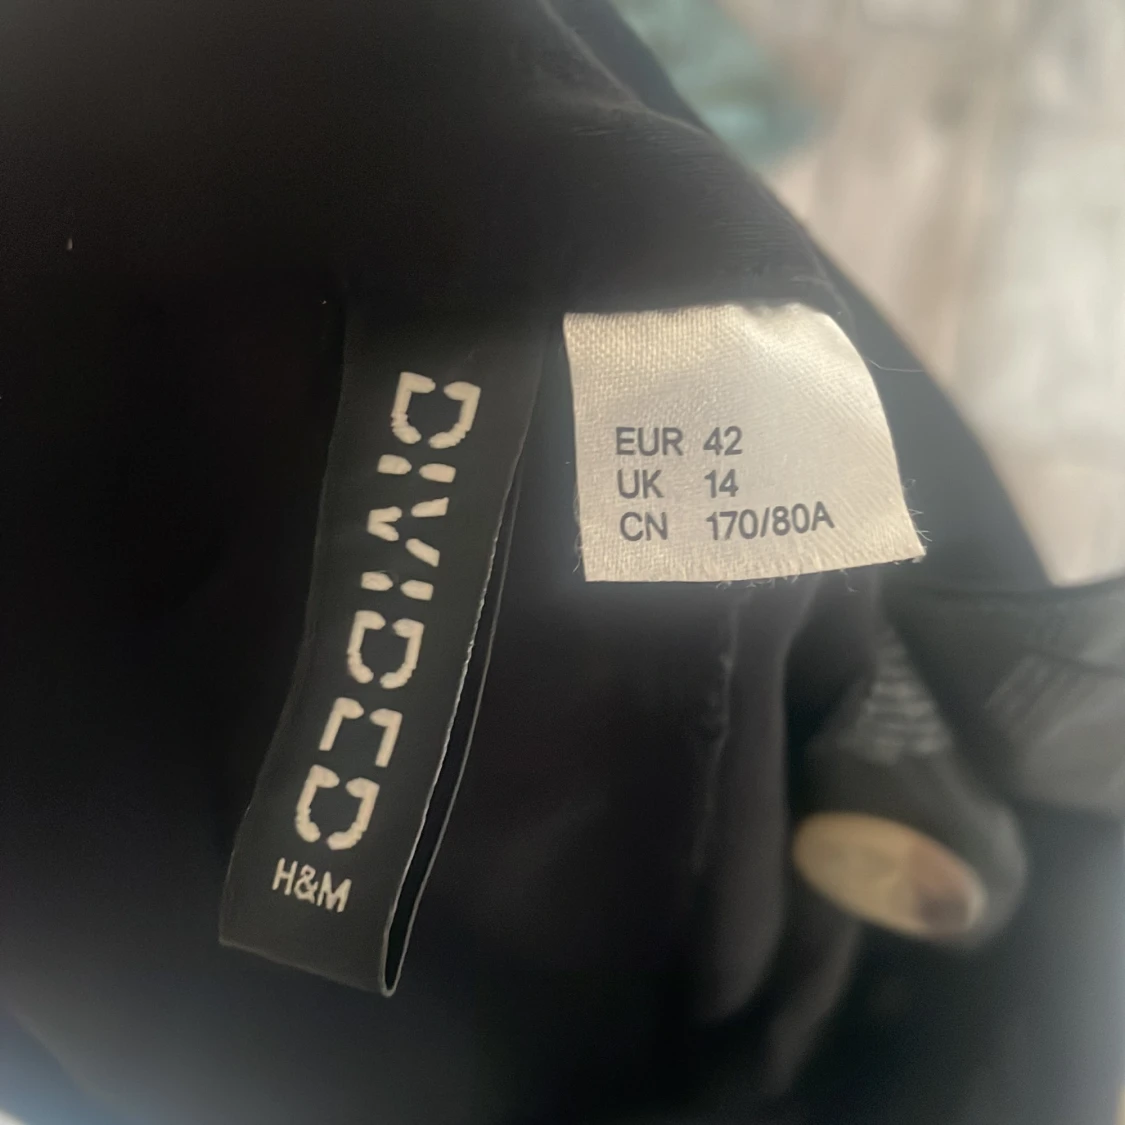 DIVIDED
H&M
EUR 42
UK 14
CN 170/80A